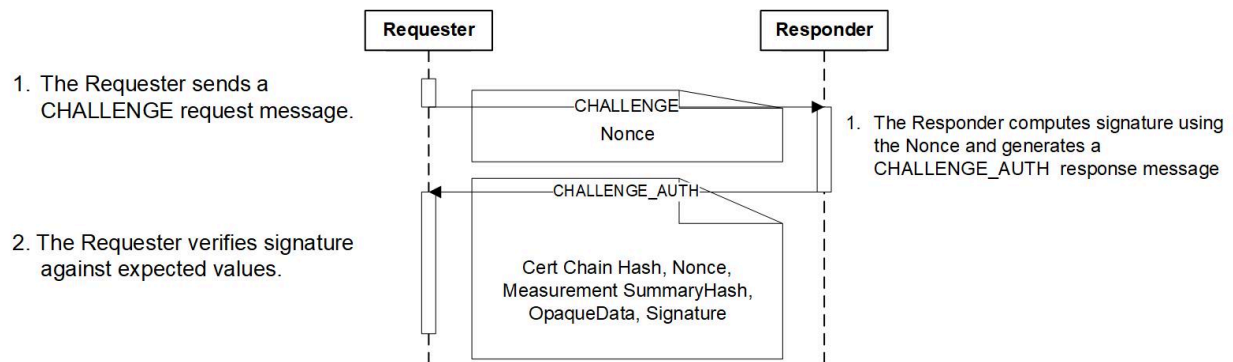 Requester
Responder
1. The Requester sends a
CHALLENGE request message.
CHALLENGE
Nonce
1. The Responder computes signature using
the Nonce and generates a
CHALLENGE_AUTH response message
CHALLENGE_AUTH
2. The Requester verifies signature
against expected values.
Cert Chain Hash, Nonce,
Measurement SummaryHash,
OpaqueData, Signature